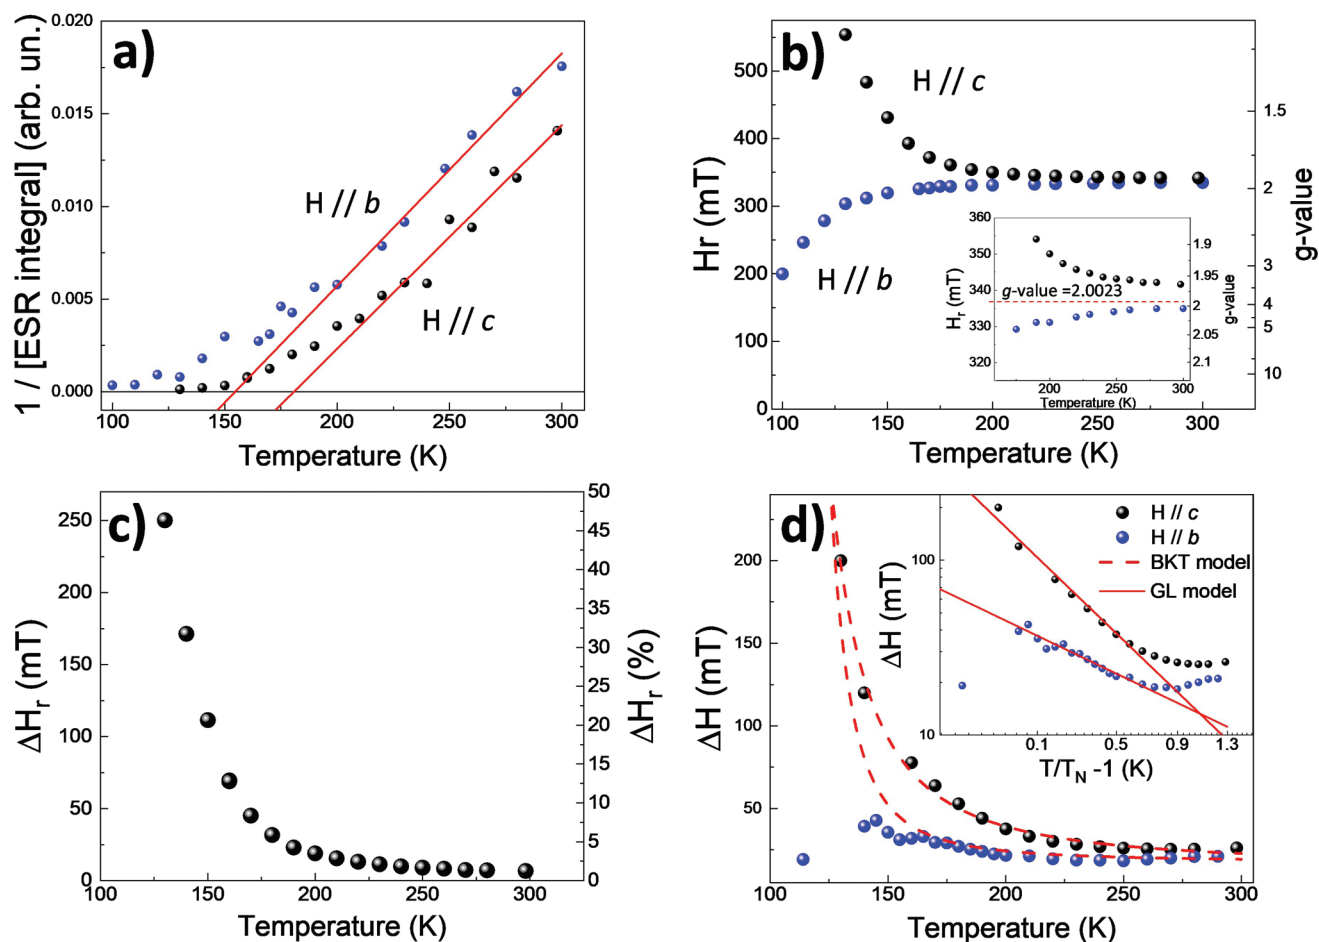 a)
1 / [ESR integral] (arb. un.)
0.020
0.015
0.010
0.005
0.000
H // b
H // c
100 150 200 250 300
Temperature (K)
b)
Hr (mT)
500
400
300
200
100
0
H // c
H // b
1.5
2
3
4
5
10
g-value
100 150 200 250 300
Temperature (K)
360
350
340
330
320
H_r (mT)
g-value =2.0023
1.9
1.95
2
2.05
2.1
g-value
200 250 300
Temperature (K)
c)
ΔH_r (mT)
250
200
150
100
50
0
50
45
40
35
30
25
20
15
10
5
0
ΔH_r (%)
100 150 200 250 300
Temperature (K)
d)
ΔH (mT)
200
150
100
50
100 150 200 250 300
Temperature (K)
H // c
H // b
BKT model
GL model
ΔH (mT)
100
10
0.1 0.5 0.9 1.3
T/T_N -1 (K)